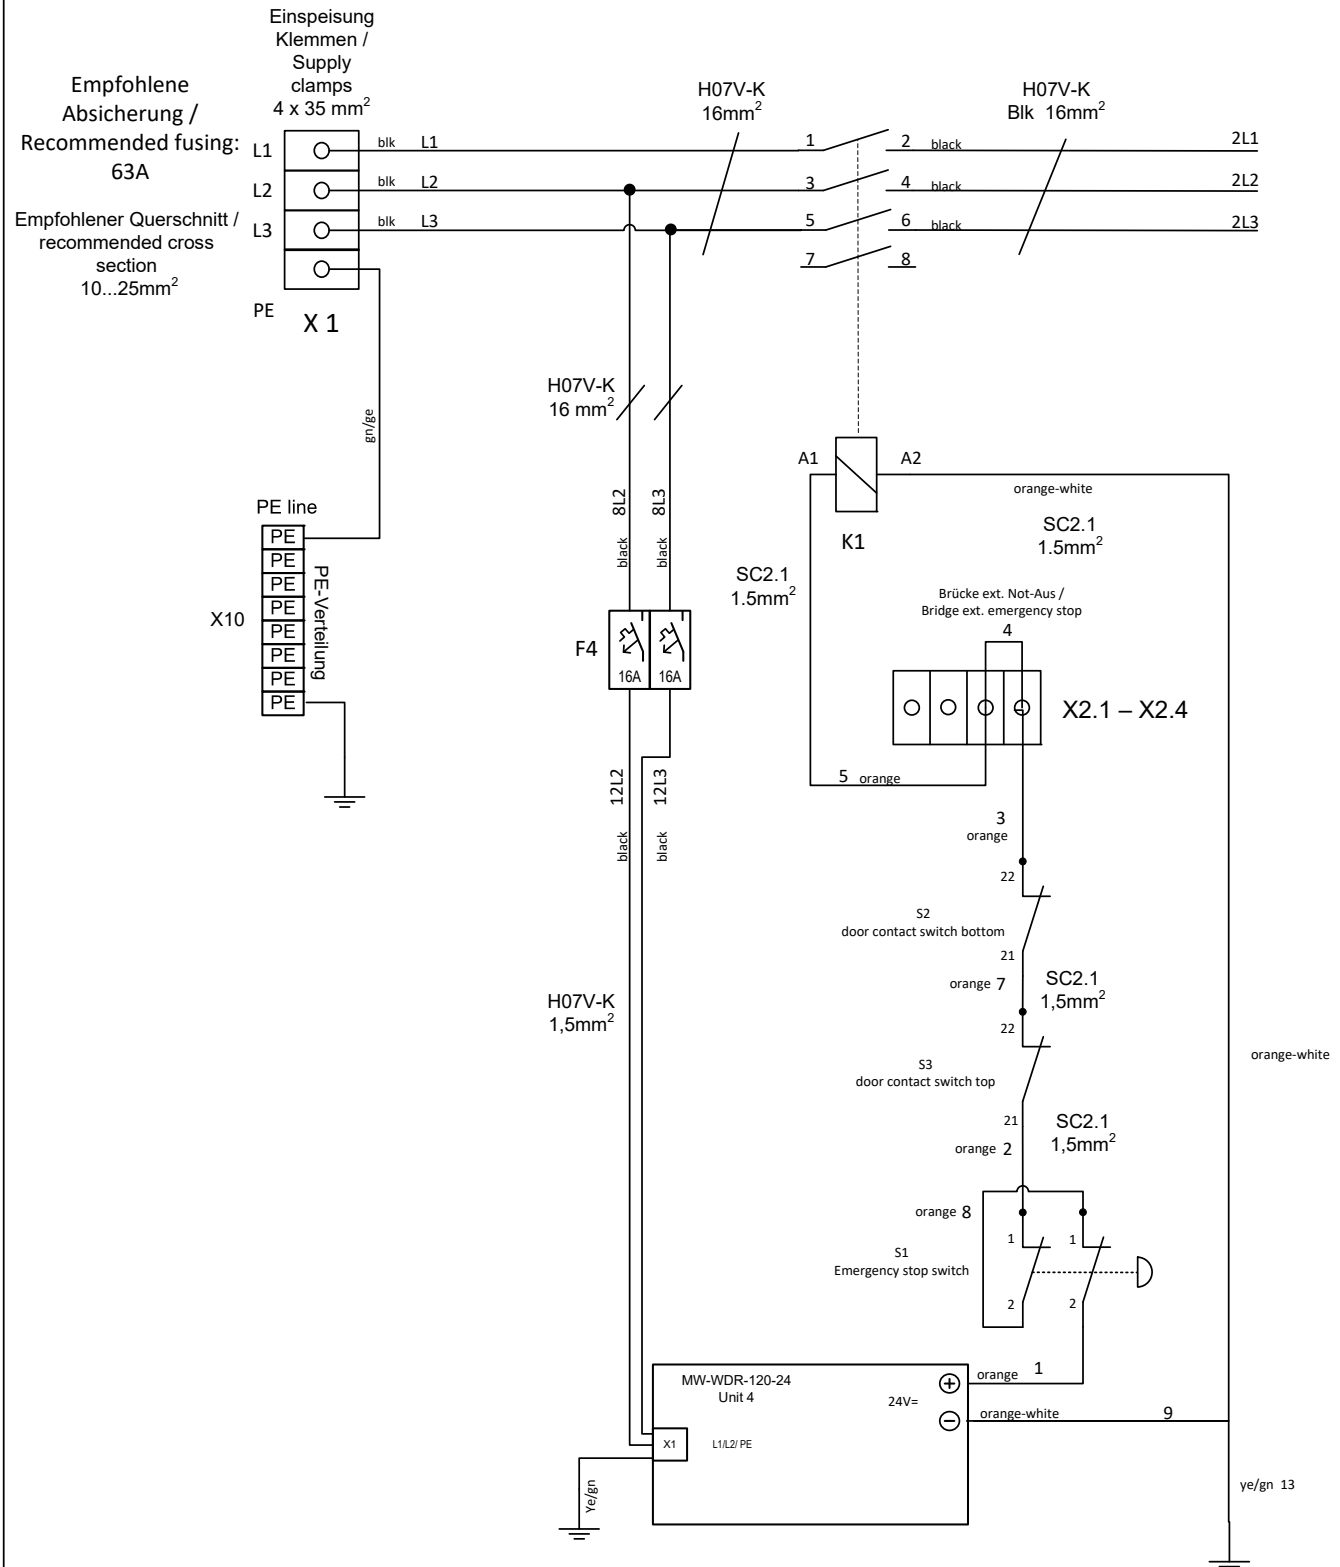 Einspeisung
Klemmen /
Supply
clamps
4 x 35 mm²
Empfohlene
Absicherung /
Recommended fusing:
63A
Empfohlener Querschnitt /
recommended cross
section
10...25mm²
L1
L2
L3
PE
X 1
blk L1
blk L2
blk L3
gn/ge
H07V-K
16mm²
1 2 black
3 4 black
5 6 black
7 8
H07V-K
Blk 16mm²
2L1
2L2
2L3
H07V-K
16 mm²
8L2
8L3
black
black
PE line
PE
PE
PE
PE
PE
PE
PE
PE
PE-Verteilung
X10
F4
16A
16A
12L2
12L3
black
black
H07V-K
1,5mm²
A1
A2
K1
orange-white
SC2.1
1.5mm²
SC2.1
1.5mm²
Brücke ext. Not-Aus /
Bridge ext. emergency stop
4
X2.1 – X2.4
5 orange
3
orange
22
S2
door contact switch bottom
21
orange 7
SC2.1
1,5mm²
22
S3
door contact switch top
21
orange 2
SC2.1
1,5mm²
orange-white
orange 8
1
1
S1
Emergency stop switch
2
2
MW-WDR-120-24
Unit 4
24V=
orange 1
orange-white 9
X1
L1/L2/ PE
Ye/gn
ye/gn 13